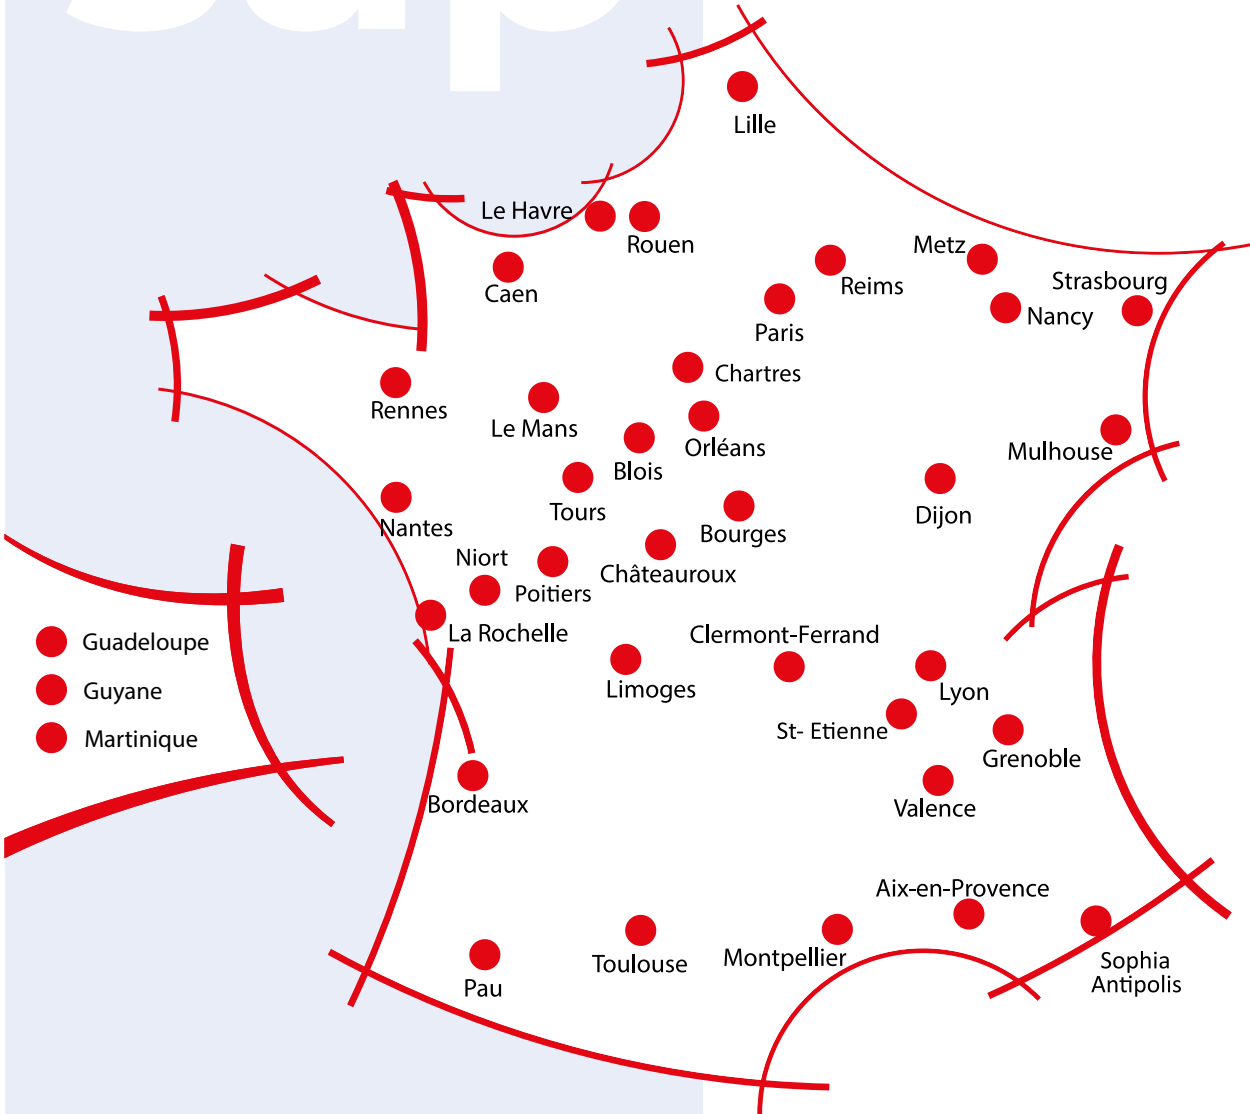 sup
Lille
Le Havre
Rouen
Caen
Metz
Reims
Strasbourg
Nancy
Paris
Chartres
Rennes
Le Mans
Orléans
Mulhouse
Blois
Tours
Dijon
Nantes
Bourges
Niort
Châteauroux
Poitiers
La Rochelle
Clermont-Ferrand
Guadeloupe
Limoges
Lyon
Guyane
St- Etienne
Martinique
Grenoble
Bordeaux
Valence
Aix-en-Provence
Toulouse
Montpellier
Sophia
Antipolis
Pau